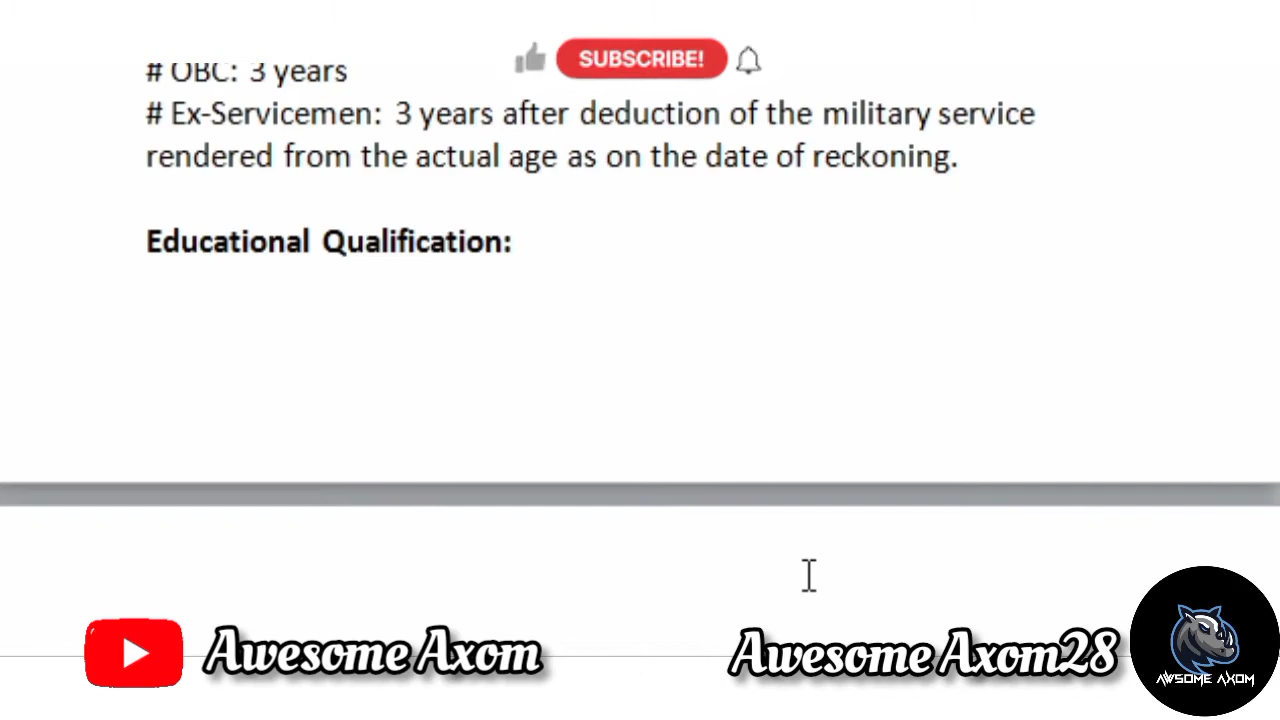 # OBC: 3 years
SUBSCRIBE!
# Ex-Servicemen: 3 years after deduction of the military service
rendered from the actual age as on the date of reckoning.
Educational Qualification:
Awesome Axom
Awesome Axom28
AWSOME AXOM